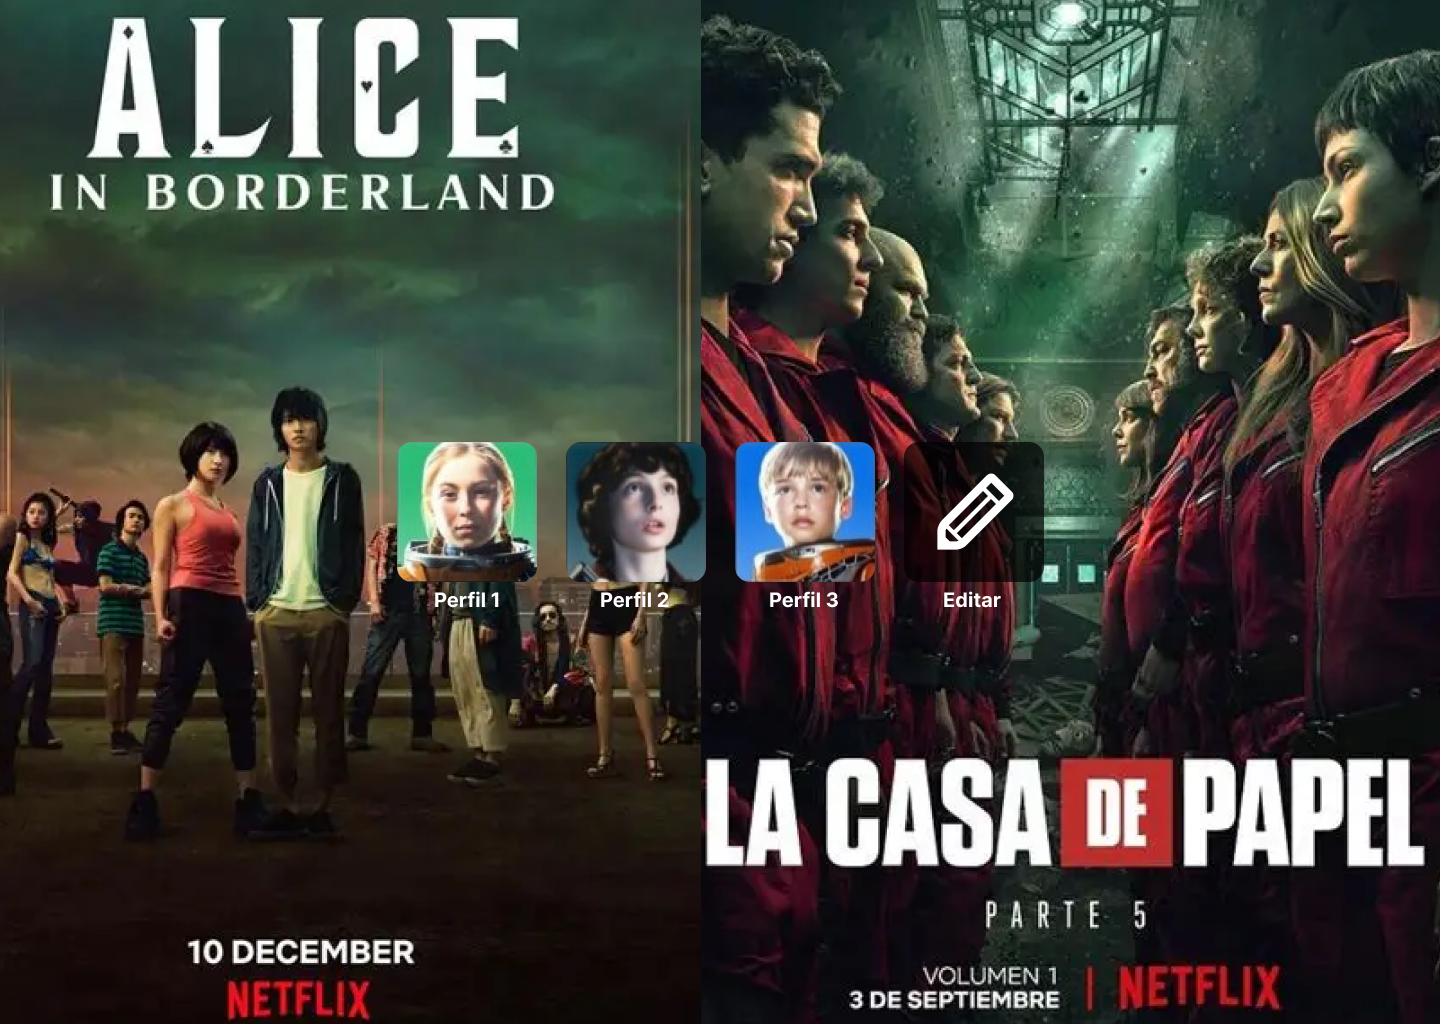 ALICE
IN BORDERLAND
Perfil 1
Perfil 2
Perfil 3
Editar
10 DECEMBER
NETFLIX
LA CASA DE PAPEL
PARTE 5
VOLUMEN 1
3 DE SEPTIEMBRE
NETFLIX